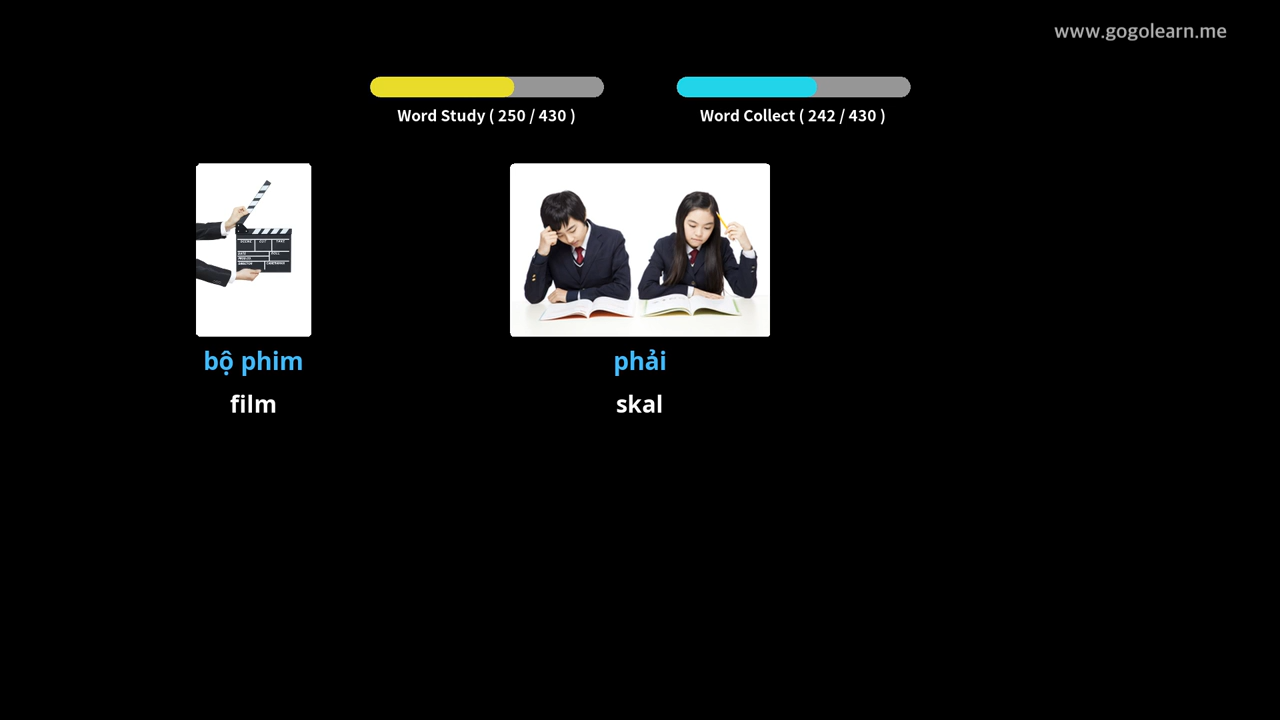 www.gogolearn.me
Word Study ( 250 / 430 )
Word Collect ( 242 / 430 )
bộ phim
phải
film
skal